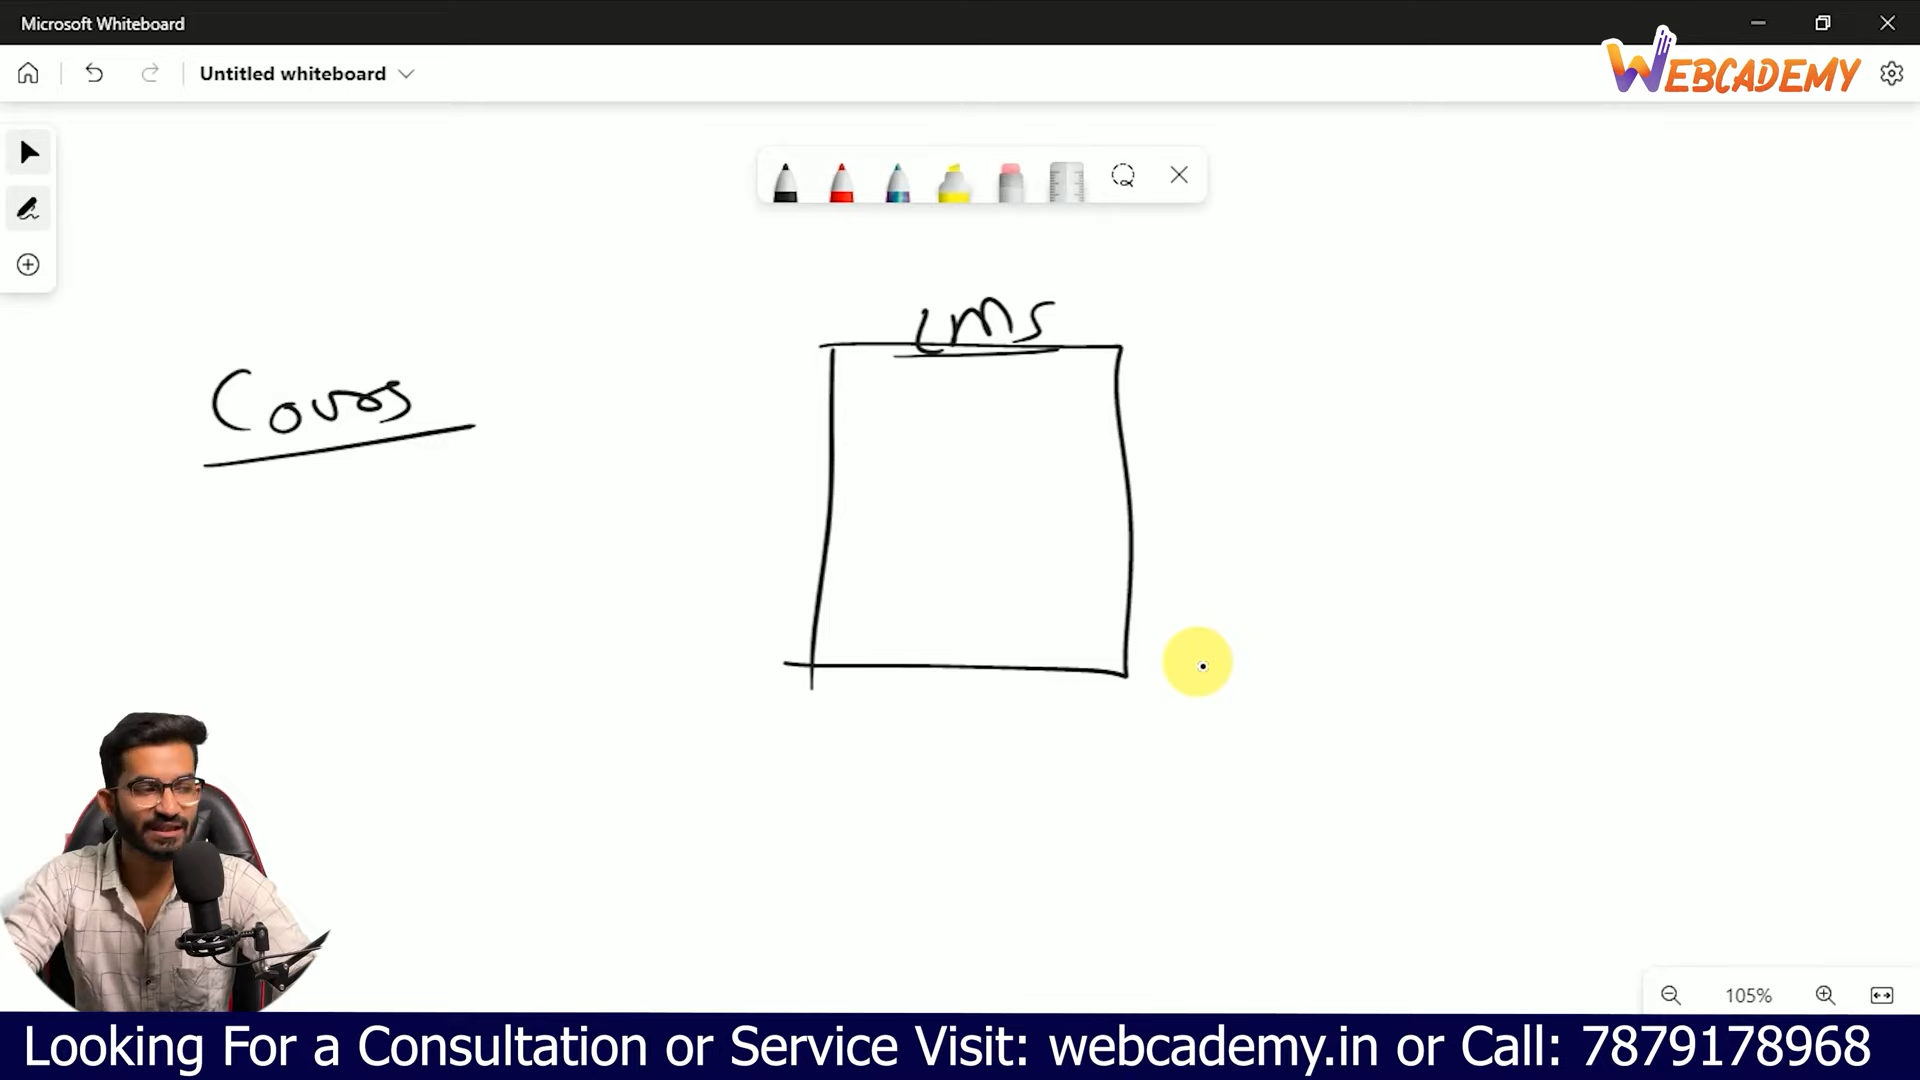 Microsoft Whiteboard
Untitled whiteboard
WEBCADEMY
LMS
Cours
105%
Looking For a Consultation or Service Visit: webcademy.in or Call: 7879178968